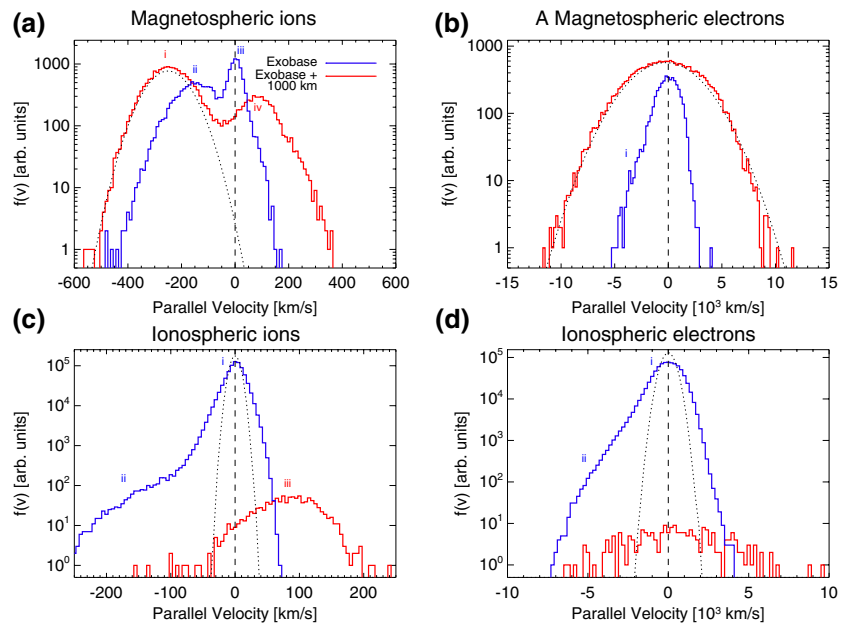 (a) Magnetospheric ions
f(v) [arb. units]
1000
100
10
1
i
ii
iii
iv
Exobase
Exobase +
1000 km
-600 -400 -200 0 200 400 600
Parallel Velocity [km/s]
(b) A Magnetospheric electrons
f(v) [arb. units]
1000
100
10
1
i
-15 -10 -5 0 5 10 15
Parallel Velocity [10³ km/s]
(c) Ionospheric ions
f(v) [arb. units]
10⁵
10⁴
10³
10²
10¹
10⁰
i
ii
iii
-200 -100 0 100 200
Parallel Velocity [km/s]
(d) Ionospheric electrons
f(v) [arb. units]
10⁵
10⁴
10³
10²
10¹
10⁰
i
ii
-10 -5 0 5 10
Parallel Velocity [10³ km/s]